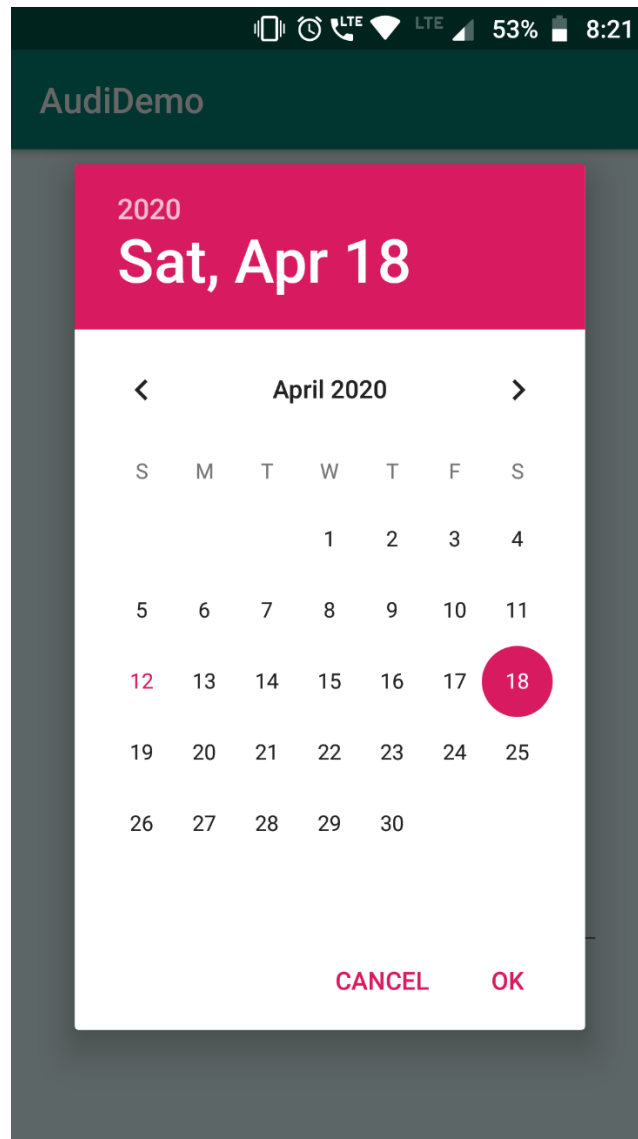 LTE LTE 53% 8:21
AudiDemo
2020
Sat, Apr 18
April 2020
S M T W T F S
1 2 3 4
5 6 7 8 9 10 11
12 13 14 15 16 17 18
19 20 21 22 23 24 25
26 27 28 29 30
CANCEL OK